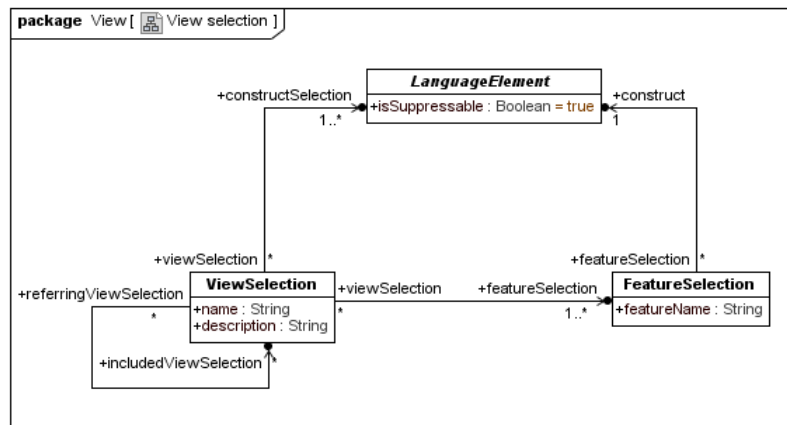 package View [ View selection ]
LanguageElement
+isSuppressable : Boolean = true
+constructSelection
1..*
+construct
1
+viewSelection
*
+featureSelection
*
+referringViewSelection
*
ViewSelection
+name : String
+description : String
+viewSelection
*
+featureSelection
1..*
FeatureSelection
+featureName : String
+includedViewSelection
*